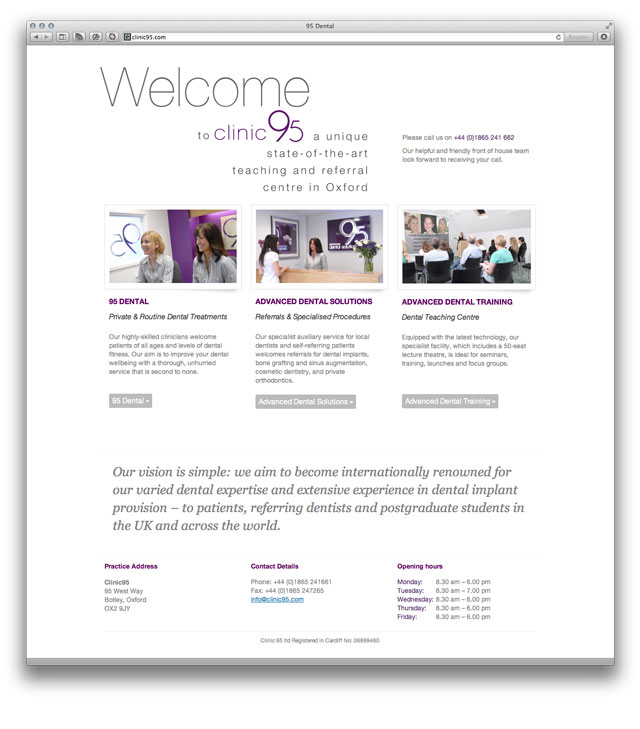 95 Dental
clinic95.com
Reader
Welcome
to clinic95 a unique
state-of-the-art
teaching and referral
centre in Oxford
Please call us on +44 (0)1865 241 662
Our helpful and friendly front of house team
look forward to receiving your call.
95 DENTAL
Private & Routine Dental Treatments
Our highly-skilled clinicians welcome
patients of all ages and levels of dental
fitness. Our aim is to improve your dental
wellbeing with a thorough, unhurried
service that is second to none.
95 Dental »
ADVANCED DENTAL SOLUTIONS
Referrals & Specialised Procedures
Our specialist auxiliary service for local
dentists and self-referring patients
welcomes referrals for dental implants,
bone grafting and sinus augmentation,
cosmetic dentistry, and private
orthodontics.
Advanced Dental Solutions »
ADVANCED DENTAL TRAINING
Dental Teaching Centre
Equipped with the latest technology, our
specialist facility, which includes a 50-seat
lecture theatre, is ideal for seminars,
training, launches and focus groups.
Advanced Dental Training »
Our vision is simple: we aim to become internationally renowned for
our varied dental expertise and extensive experience in dental implant
provision – to patients, referring dentists and postgraduate students in
the UK and across the world.
Practice Address
Clinic95
95 West Way
Botley, Oxford
OX2 9JY
Contact Details
Phone: +44 (0)1865 241661
Fax: +44 (0)1865 247265
info@clinic95.com
Opening hours
Monday: 8.30 am – 6.00 pm
Tuesday: 8.30 am – 7.00 pm
Wednesday: 8.30 am – 6.00 pm
Thursday: 8.30 am – 6.00 pm
Friday: 8.30 am – 6.00 pm
Clinic 95 ltd Registered in Cardiff No: 06899460